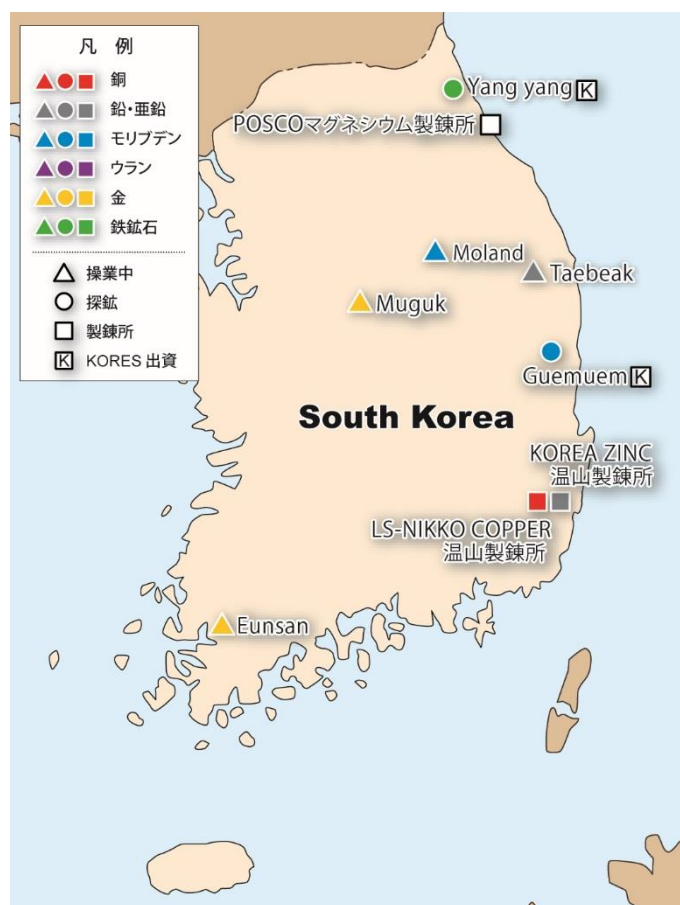 凡 例
銅
鉛・亜鉛
モリブデン
ウラン
金
鉄鉱石
操業中
探鉱
製錬所
K KORES 出資
Yang yang K
POSCOマグネシウム製錬所
Moland
Taebeak
Muguk
Guemuem K
South Korea
KOREA ZINC
温山製錬所
LS-NIKKO COPPER
温山製錬所
Eunsan